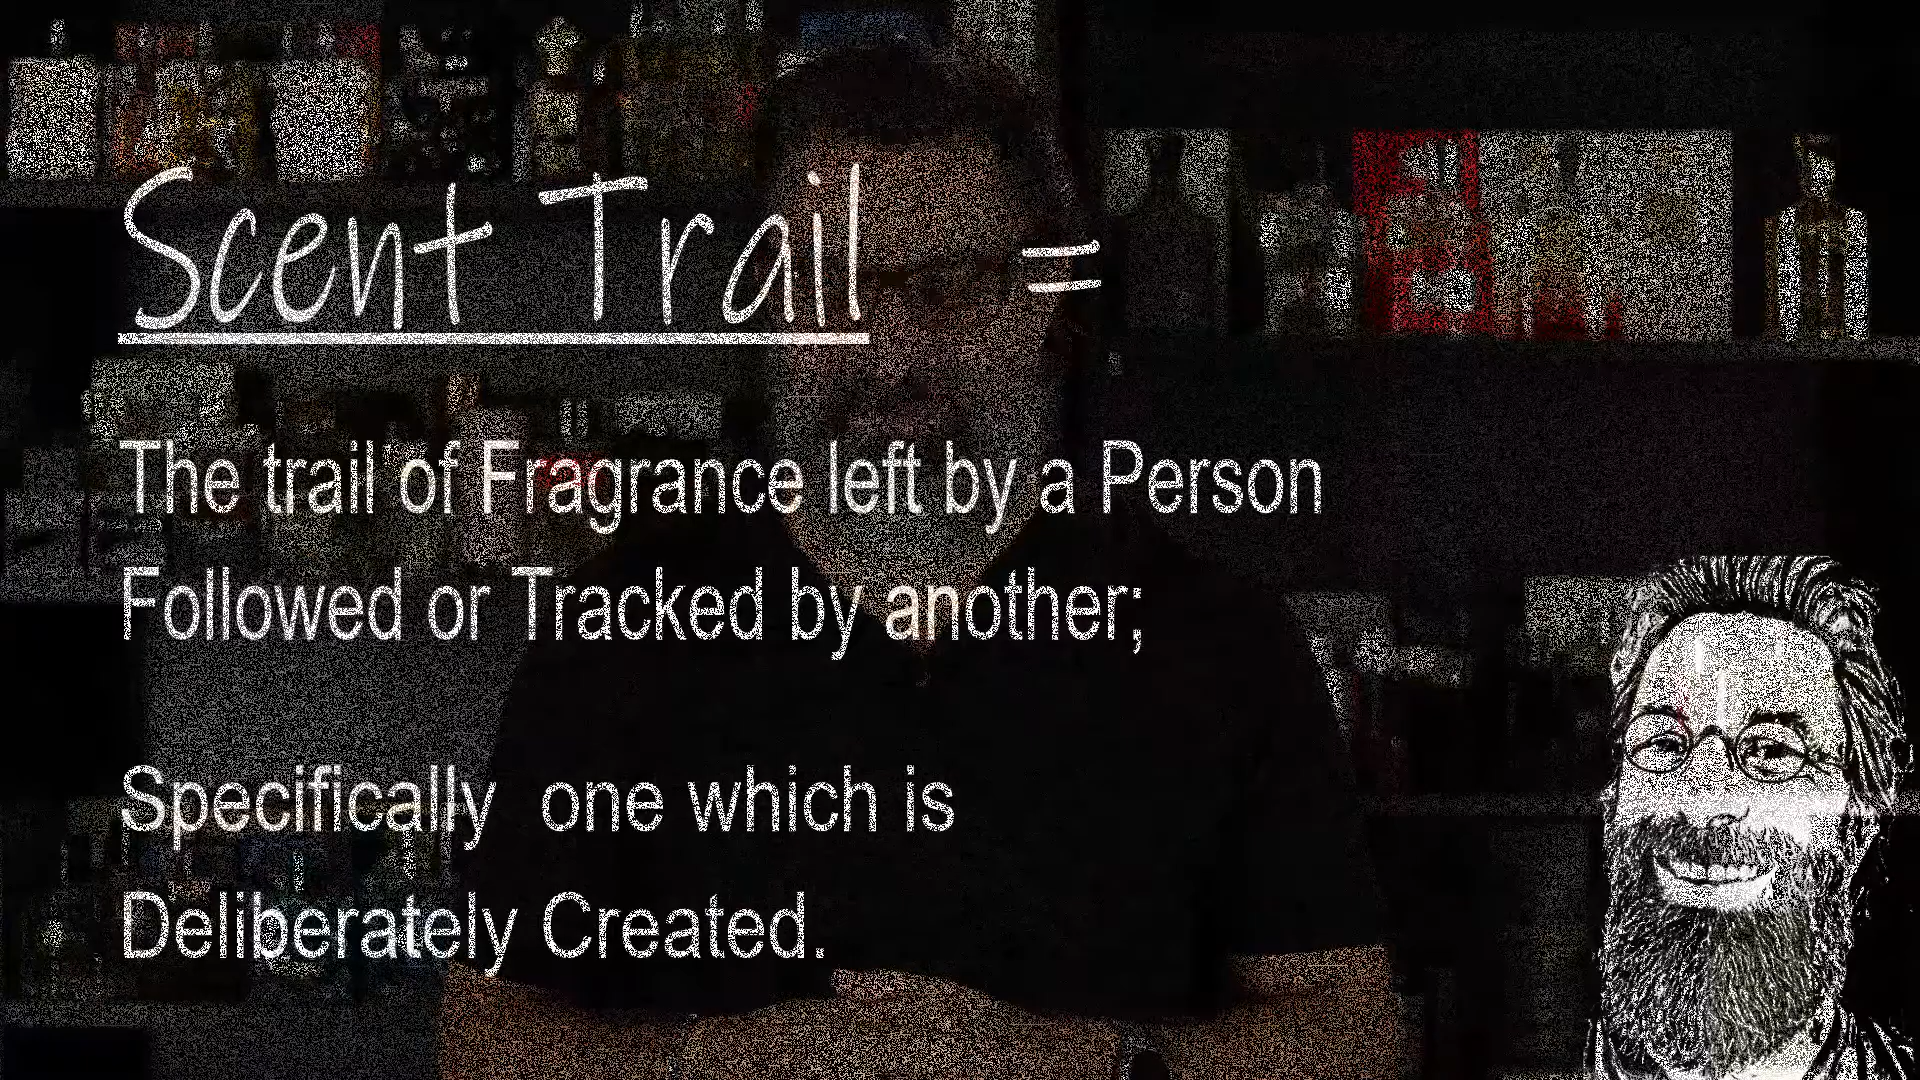 Scent Trail =
The trail of Fragrance left by a Person
Followed or Tracked by another;
Specifically one which is
Deliberately Created.